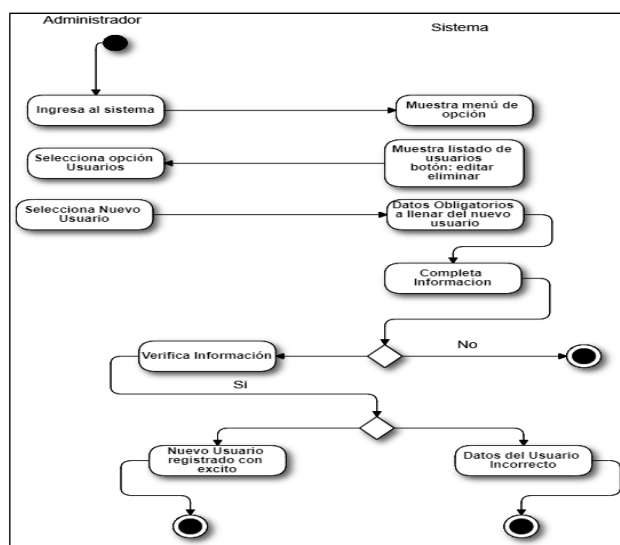 Administrador
Sistema
Ingresa al sistema
Muestra menú de
opción
Selecciona opción
Usuarios
Muestra listado de
usuarios
botón: editar
eliminar
Selecciona Nuevo
Usuario
Datos Obligatorios
a llenar del nuevo
usuario
Completa
Informacion
Verifica Información
No
Si
Nuevo Usuario
registrado con
excito
Datos del Usuario
Incorrecto